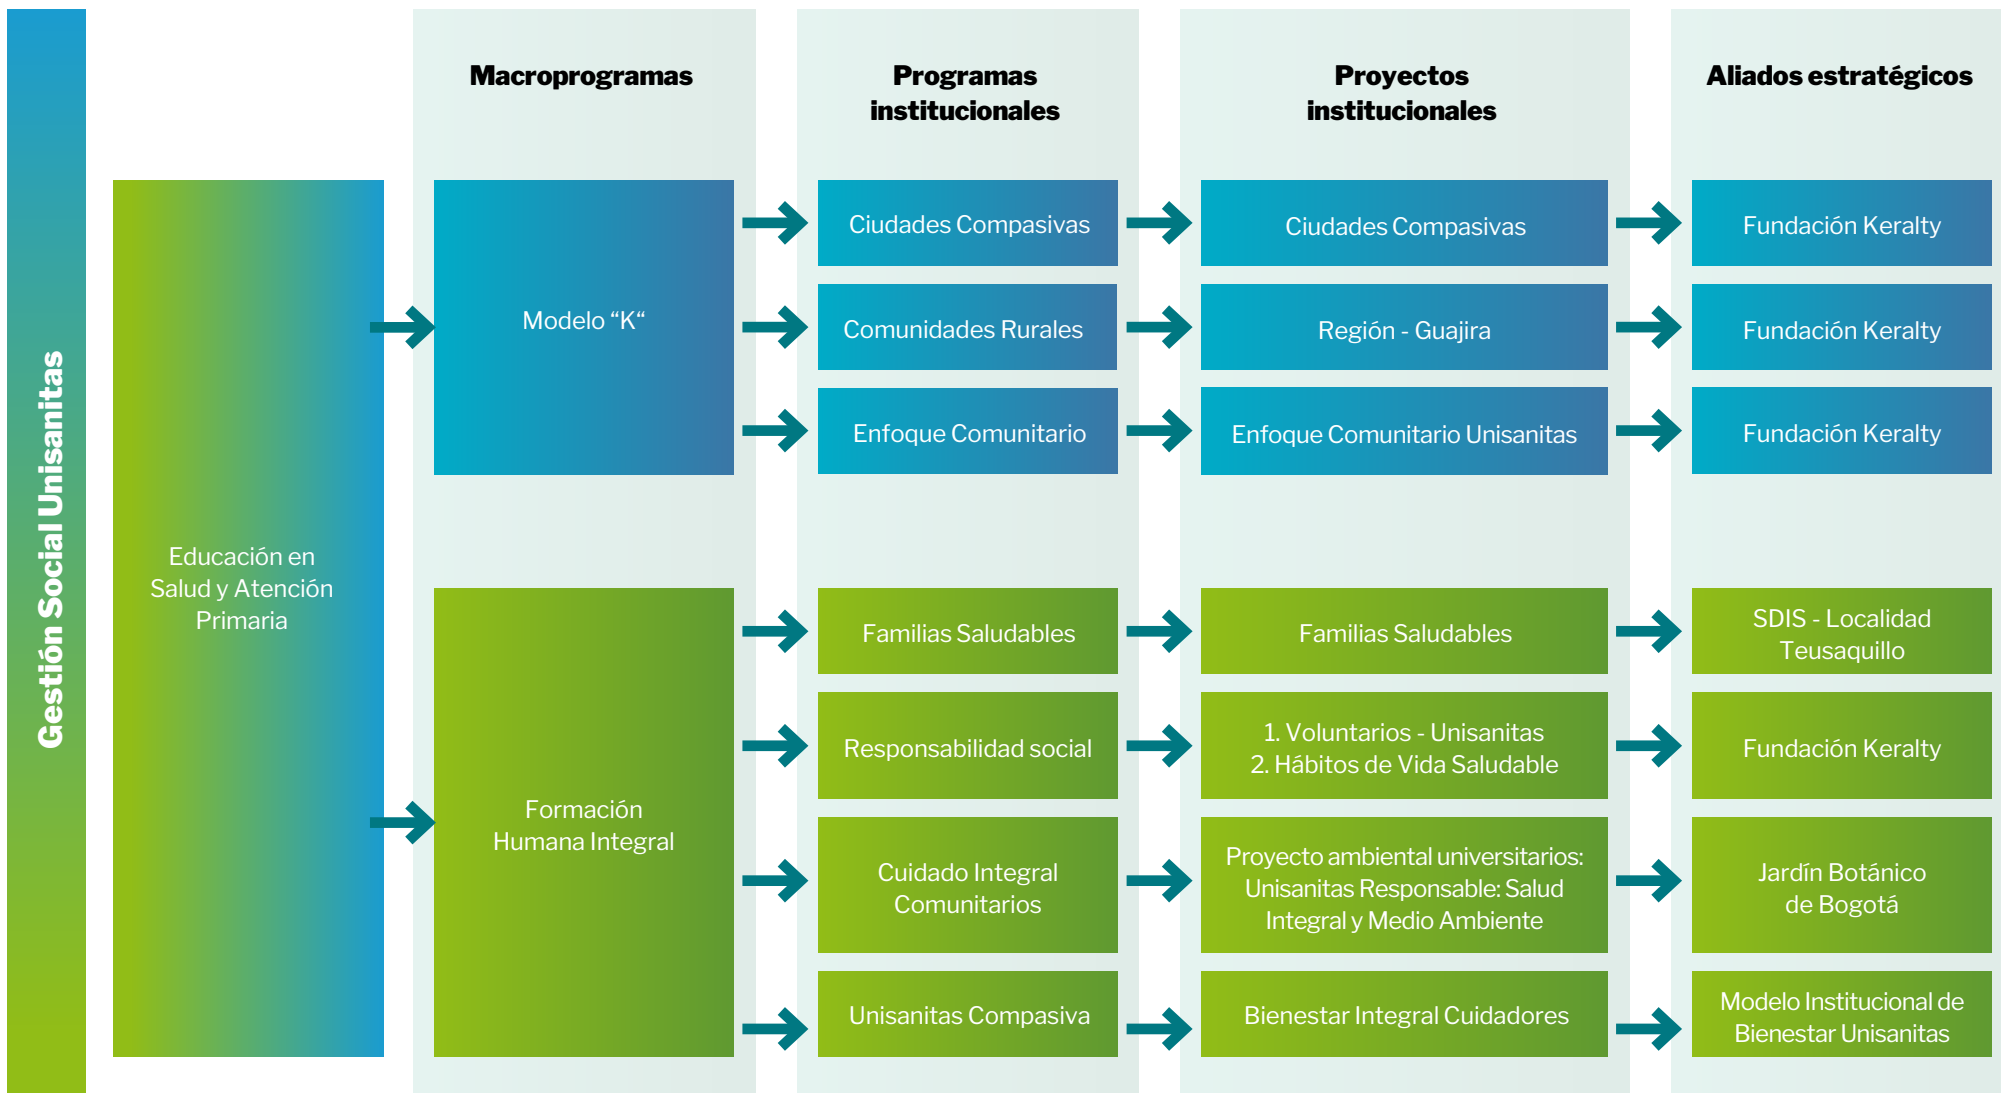 Gestión Social Unisanitas
Educación en
Salud y Atención
Primaria
Macroprogramas
Programas
institucionales
Proyectos
institucionales
Aliados estratégicos
Modelo “K“
Ciudades Compasivas
Ciudades Compasivas
Fundación Keralty
Comunidades Rurales
Región - Guajira
Fundación Keralty
Enfoque Comunitario
Enfoque Comunitario Unisanitas
Fundación Keralty
Formación
Humana Integral
Familias Saludables
Familias Saludables
SDIS - Localidad
Teusaquillo
Responsabilidad social
1. Voluntarios - Unisanitas
2. Hábitos de Vida Saludable
Fundación Keralty
Cuidado Integral
Comunitarios
Proyecto ambiental universitarios:
Unisanitas Responsable: Salud
Integral y Medio Ambiente
Jardín Botánico
de Bogotá
Unisanitas Compasiva
Bienestar Integral Cuidadores
Modelo Institucional de
Bienestar Unisanitas